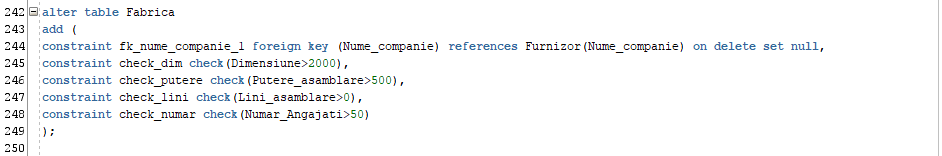 242 alter table Fabrica
243 add (
244 constraint fk_nume_companie_1 foreign key (Nume_companie) references Furnizor(Nume_companie) on delete set null,
245 constraint check_dim check(Dimensiune>2000),
246 constraint check_putere check(Putere_asamblare>500),
247 constraint check_lini check(Lini_asamblare>0),
248 constraint check_numar check(Numar_Angajati>50)
249 );
250